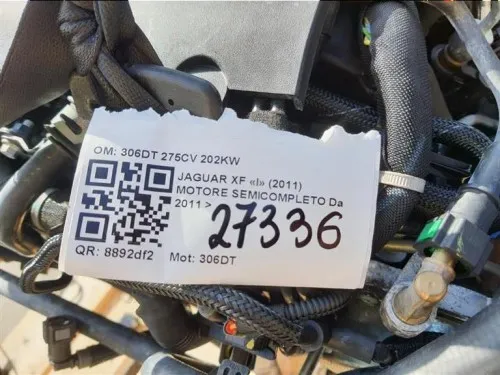 OM: 306DT 275CV 202KW
JAGUAR XF «I» (2011)
MOTORE SEMICOMPLETO Da
2011 >
27336
QR: 8892df2
Mot: 306DT